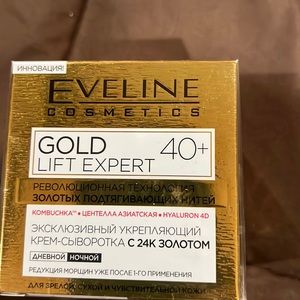 ИННОВАЦИЯ!
EVELINE
COSMETICS
GOLD 40+
LIFT EXPERT
РЕВОЛЮЦИОННАЯ ТЕХНОЛОГИЯ
ЗОЛОТЫХ ПОДТЯГИВАЮЩИХ НИТЕЙ
KOMBUCHKA™ ЦЕНТЕЛЛА АЗИАТСКАЯ HYALURON 4D
ЭКСКЛЮЗИВНЫЙ УКРЕПЛЯЮЩИЙ
КРЕМ-СЫВОРОТКА С 24К ЗОЛОТОМ
ДНЕВНОЙ НОЧНОЙ
РЕДУКЦИЯ МОРЩИН УЖЕ ПОСЛЕ 1-ГО ПРИМЕНЕНИЯ
ДЛЯ ЗРЕЛОЙ, СУХОЙ И ЧУВСТВИТЕЛЬНОЙ КОЖИ